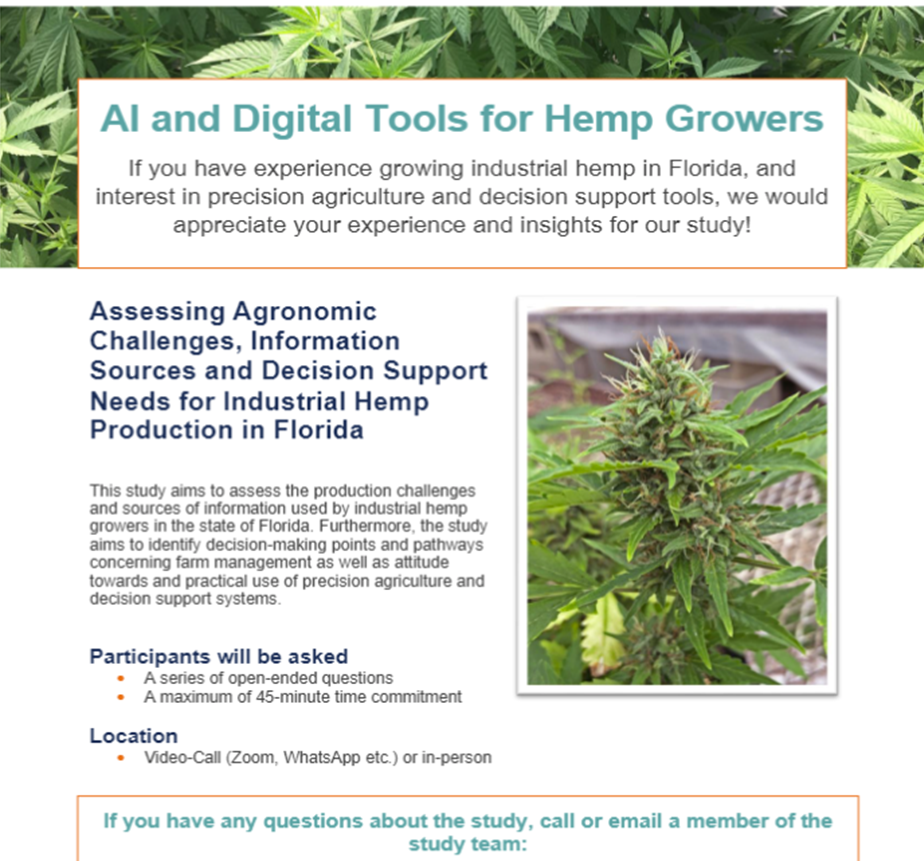 AI and Digital Tools for Hemp Growers
If you have experience growing industrial hemp in Florida, and
interest in precision agriculture and decision support tools, we would
appreciate your experience and insights for our study!
Assessing Agronomic
Challenges, Information
Sources and Decision Support
Needs for Industrial Hemp
Production in Florida
This study aims to assess the production challenges
and sources of information used by industrial hemp
growers in the state of Florida. Furthermore, the study
aims to identify decision-making points and pathways
concerning farm management as well as attitude
towards and practical use of precision agriculture and
decision support systems.
Participants will be asked
• A series of open-ended questions
• A maximum of 45-minute time commitment
Location
• Video-Call (Zoom, WhatsApp etc.) or in-person
If you have any questions about the study, call or email a member of the
study team: